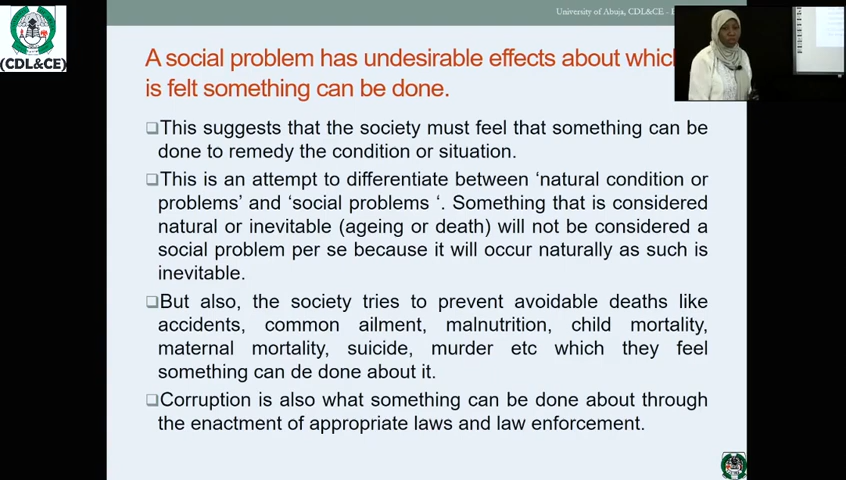 University of Abuja, CDL&CE -
(CDL&CE)
A social problem has undesirable effects about which
is felt something can be done.
❑This suggests that the society must feel that something can be
done to remedy the condition or situation.
❑This is an attempt to differentiate between ‘natural condition or
problems’ and ‘social problems ‘. Something that is considered
natural or inevitable (ageing or death) will not be considered a
social problem per se because it will occur naturally as such is
inevitable.
❑But also, the society tries to prevent avoidable deaths like
accidents, common ailment, malnutrition, child mortality,
maternal mortality, suicide, murder etc which they feel
something can de done about it.
❑Corruption is also what something can be done about through
the enactment of appropriate laws and law enforcement.